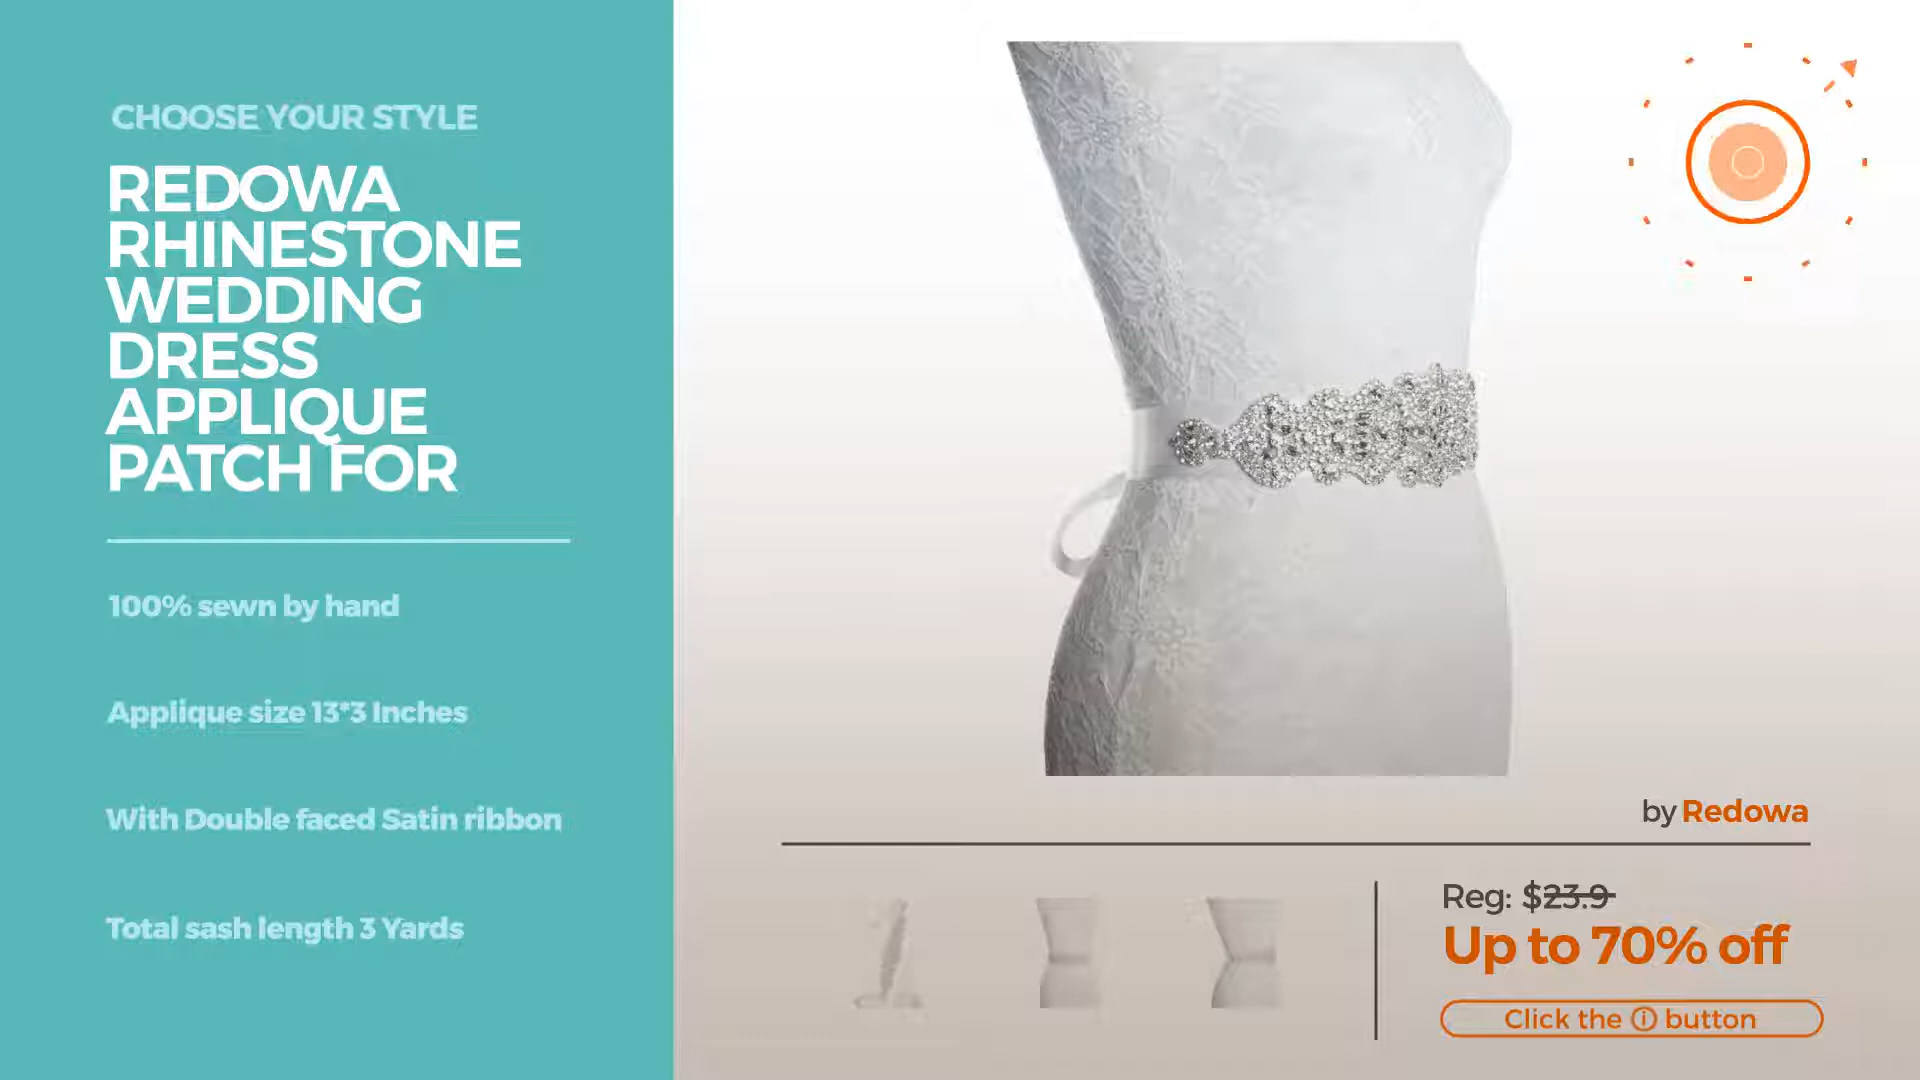 CHOOSE YOUR STYLE
REDOWA
RHINESTONE
WEDDING
DRESS
APPLIQUE
PATCH FOR
100% sewn by hand
Applique size 13*3 Inches
With Double faced Satin ribbon
Total sash length 3 Yards
by Redowa
Reg: $23.9
Up to 70% off
Click the ⓘ button